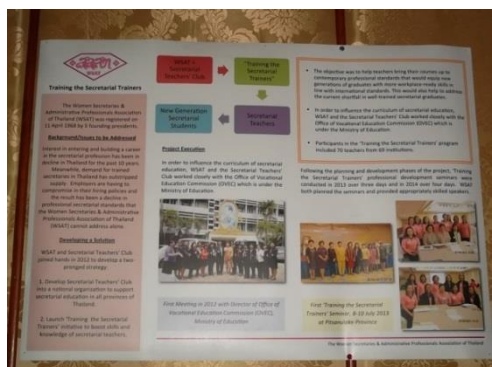 WSAT
Training the Secretarial Trainers
The Women Secretaries &
Administrative Professionals Association
of Thailand (WSAT) was registered on
11 April 1968 by 5 founding presidents.
Background/Issues to be Addressed
Interest in entering and building a career
in the secretarial profession has been in
decline in Thailand for the past 10 years.
Meanwhile, demand for trained
secretaries in Thailand has outstripped
supply. Employers are having to
compromise in their hiring policies and
the result has been a decline in
professional secretarial standards that
the Women Secretaries & Administrative
Professionals Association of Thailand
(WSAT) cannot address alone.
Developing a Solution
WSAT and Secretarial Teachers' Club
joined hands in 2012 to develop a two-
pronged strategy:
1. Develop Secretarial Teachers' Club
into a national organization to support
secretarial education in all provinces of
Thailand.
2. Launch 'Training the Secretarial
Trainers' initiative to boost skills and
knowledge of secretarial teachers.
WSAT +
Secretarial
Teachers' Club
"Training the
Secretarial
Trainers"
New Generation
Secretarial
Students
Secretarial
Teachers
Project Execution
In order to influence the curriculum of secretarial
education, WSAT and the Secretarial Teachers'
Club worked closely with the Office of Vocational
Education Commission (OVEC) which is under the
Ministry of Education.
First Meeting in 2012 with Director of Office of
Vocational Education Commission (OVEC),
Ministry of Education
• The objective was to help teachers bring their courses up to
contemporary professional standards that would equip new
generations of graduates with more workplace-ready skills in
line with international standards. This would also help to address
the current shortfall in well-trained secretarial graduates.
• In order to influence the curriculum of secretarial education,
WSAT and the Secretarial Teachers' Club worked closely with the
Office of Vocational Education Commission (OVEC) which is
under the Ministry of Education.
• Participants in the 'Training the Secretarial Trainers' program
included 70 teachers from 65 institutions.
Following the planning and development phases of the project, 'Training
the Secretarial Trainers' professional development seminars were
conducted in 2013 over three days and in 2014 over four days. WSAT
both planned the seminars and provided appropriately skilled speakers.
First 'Training the Secretarial
Trainers' Seminar, 8-10 July 2013
at Pitsanuloke Province
The Women Secretaries & Administrative Professionals Association of Thailand